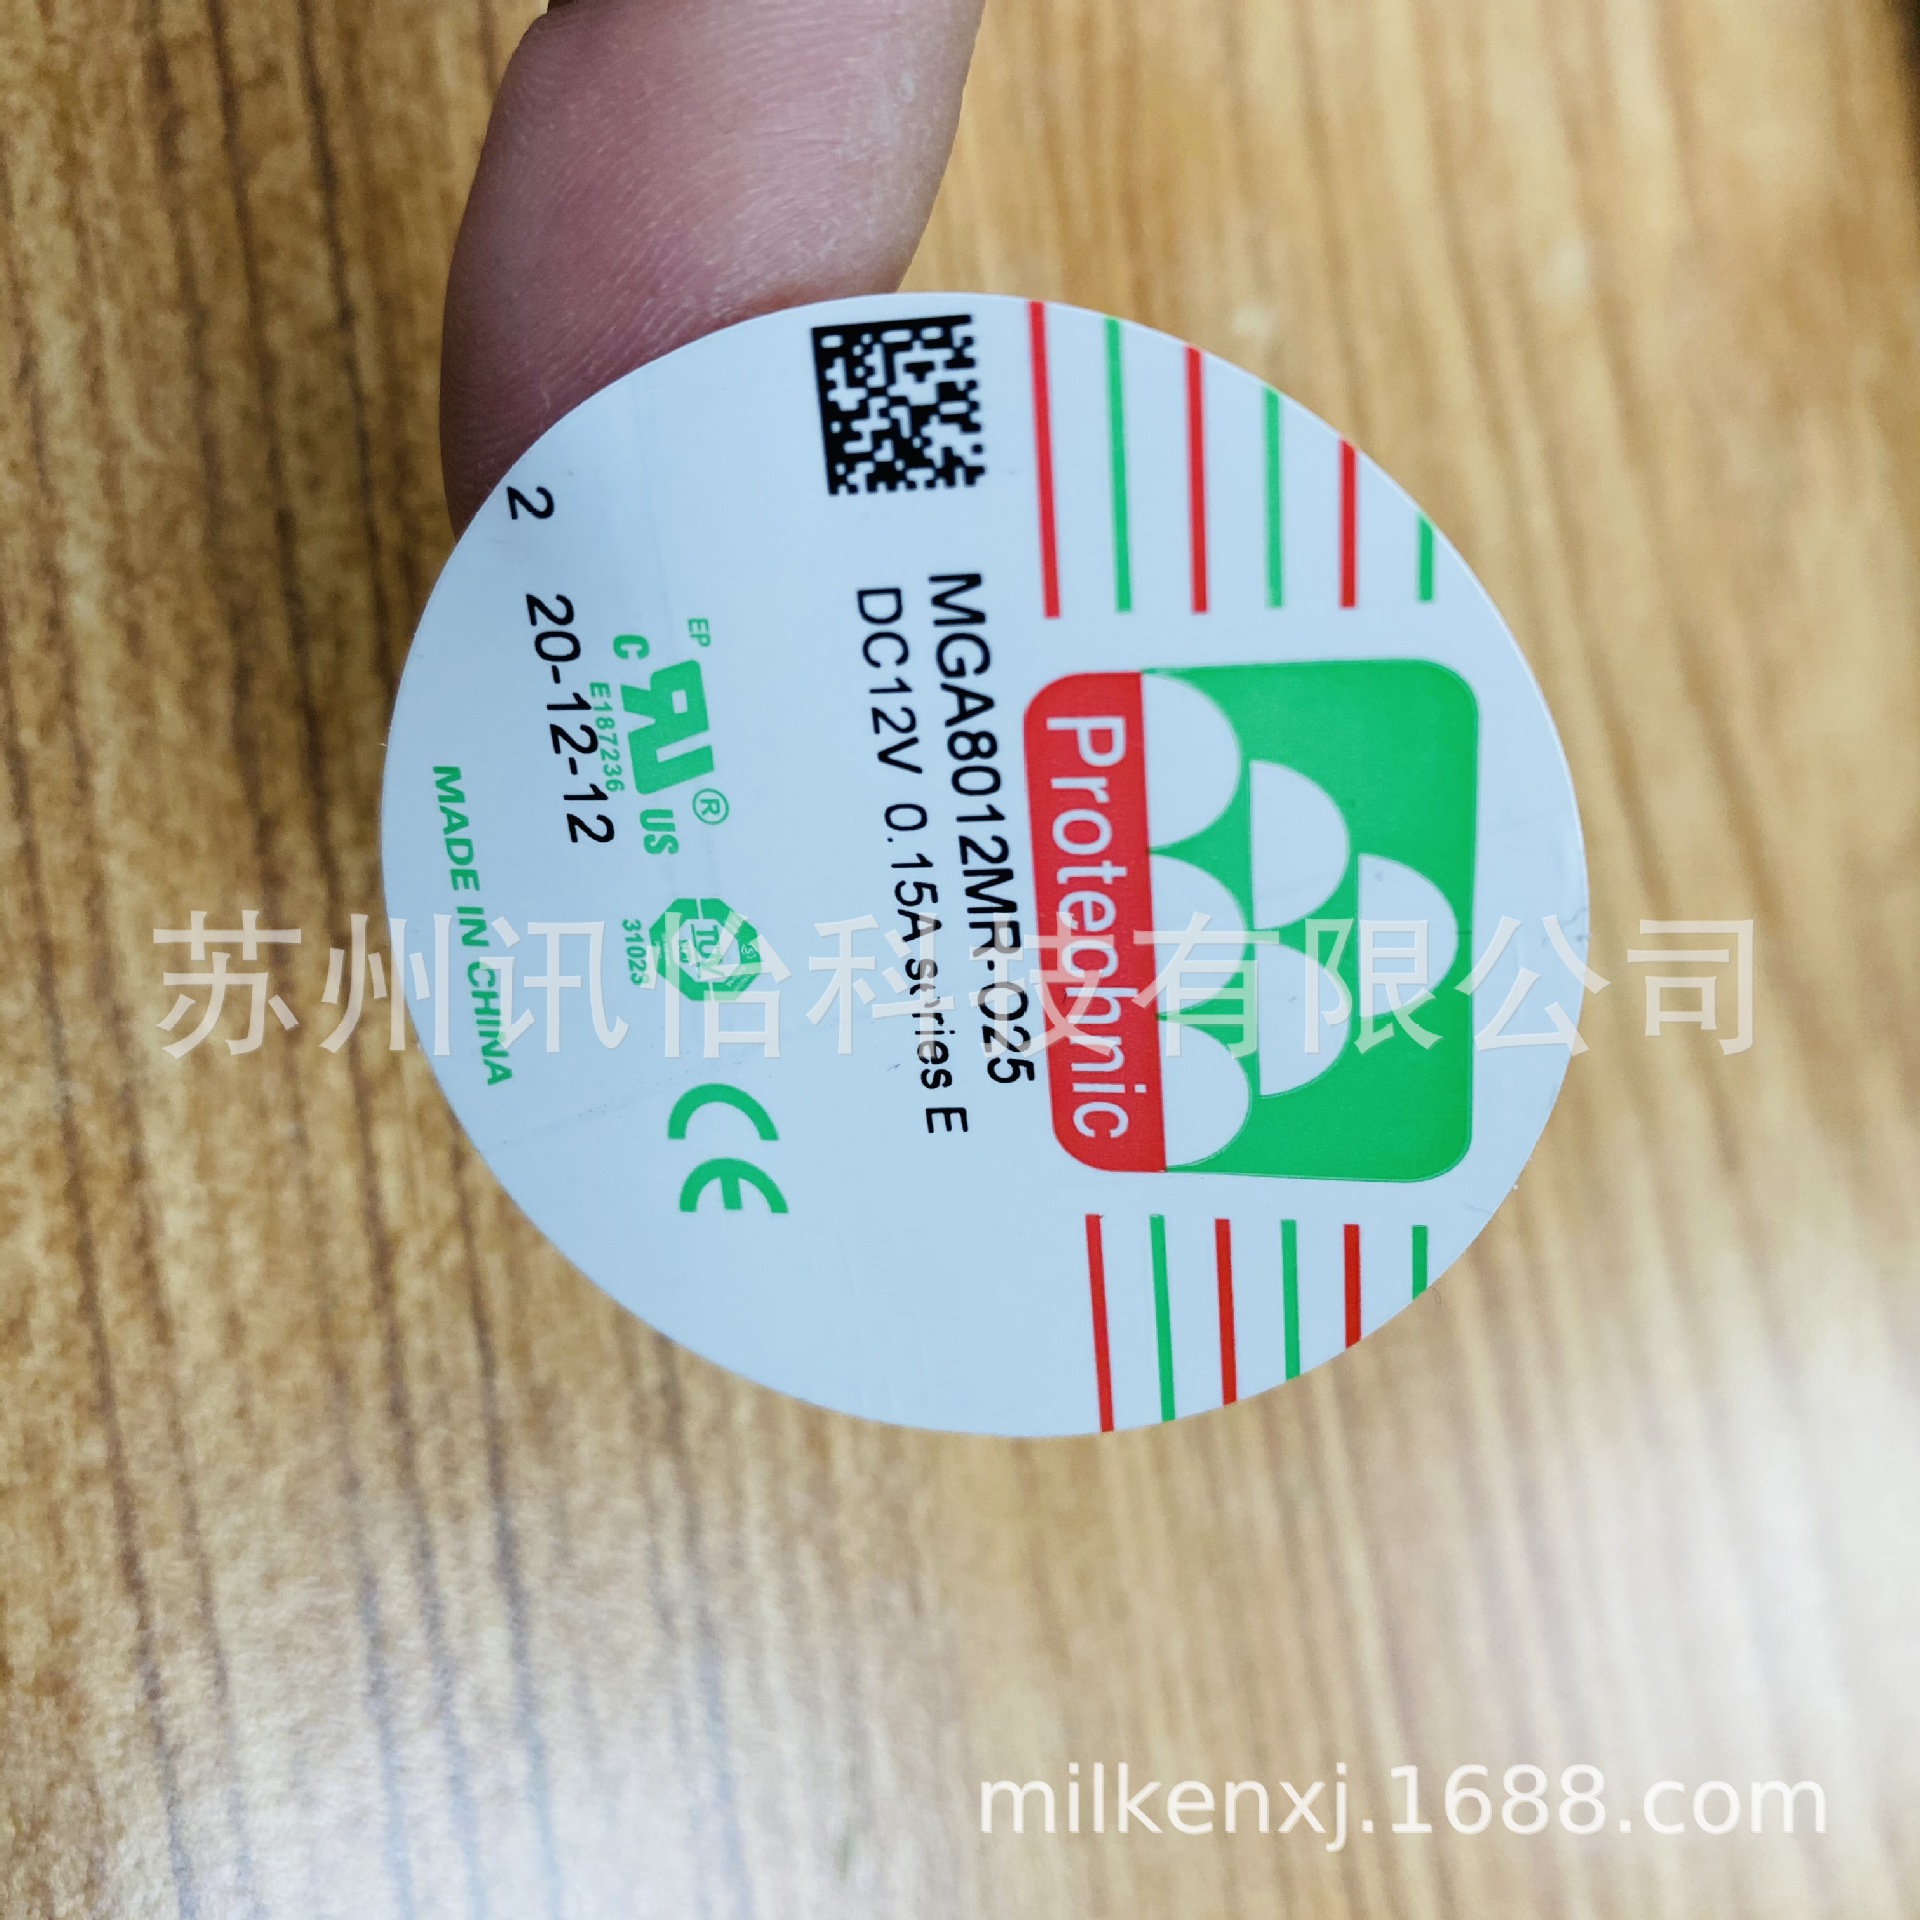 Protechnic
MGA8012MR-O25
DC12V 0.15A series E
EP
C US ®
E187236
31023
CE
2 20-12-12
MADE IN CHINA
苏州讯怡科技有限公司
milkenxj.1688.com